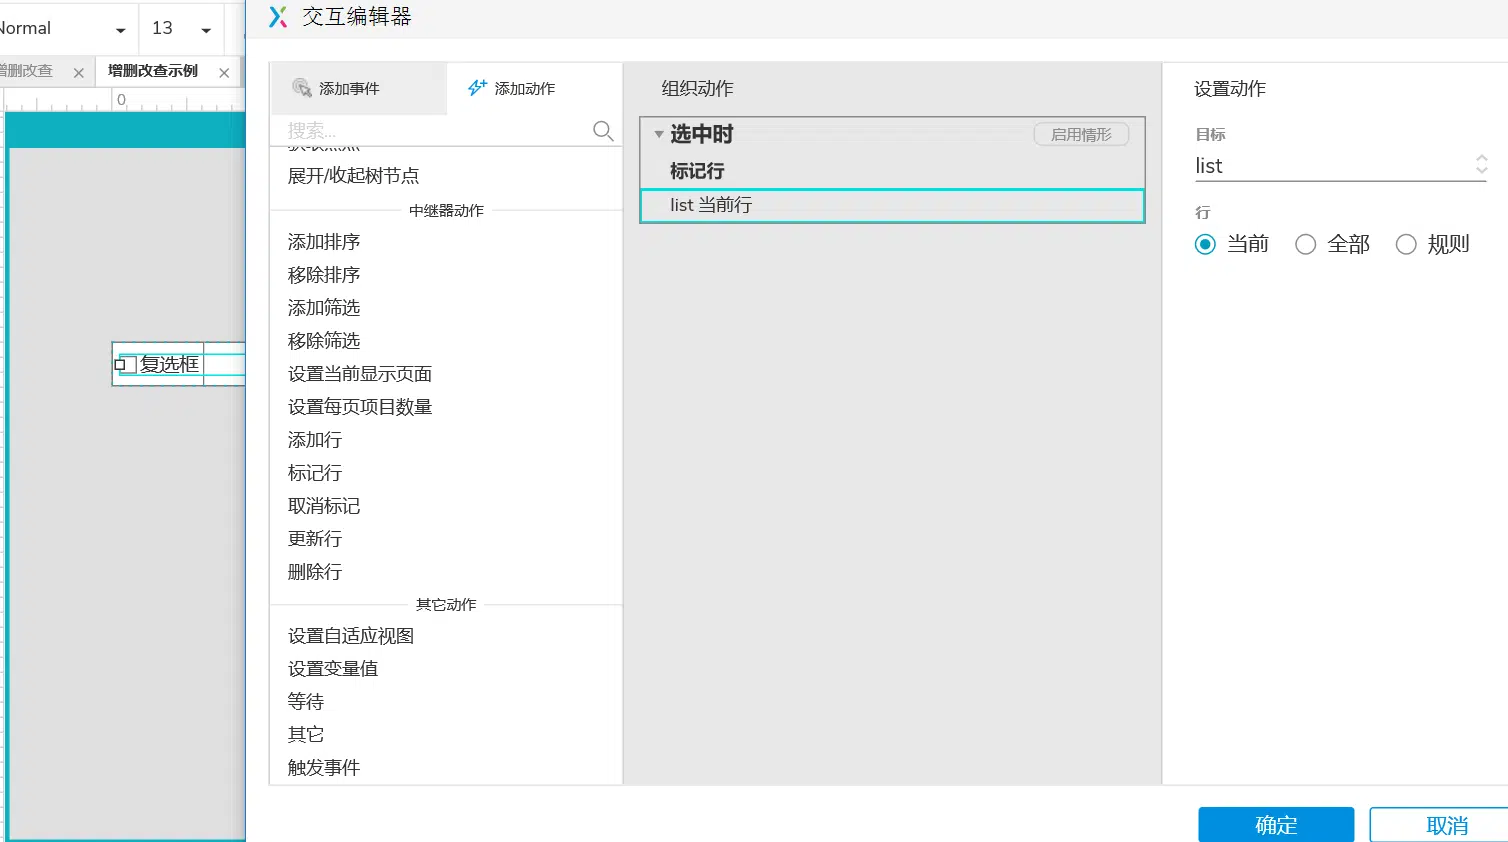 交互编辑器
Normal
13
增删改查
增删改查示例
0
复选框
添加事件
添加动作
搜索...
展开/收起树节点
中继器动作
添加排序
移除排序
添加筛选
移除筛选
设置当前显示页面
设置每页项目数量
添加行
标记行
取消标记
更新行
删除行
其它动作
设置自适应视图
设置变量值
等待
其它
触发事件
组织动作
选中时
启用情形
标记行
list 当前行
设置动作
目标
list
行
当前
全部
规则
确定
取消